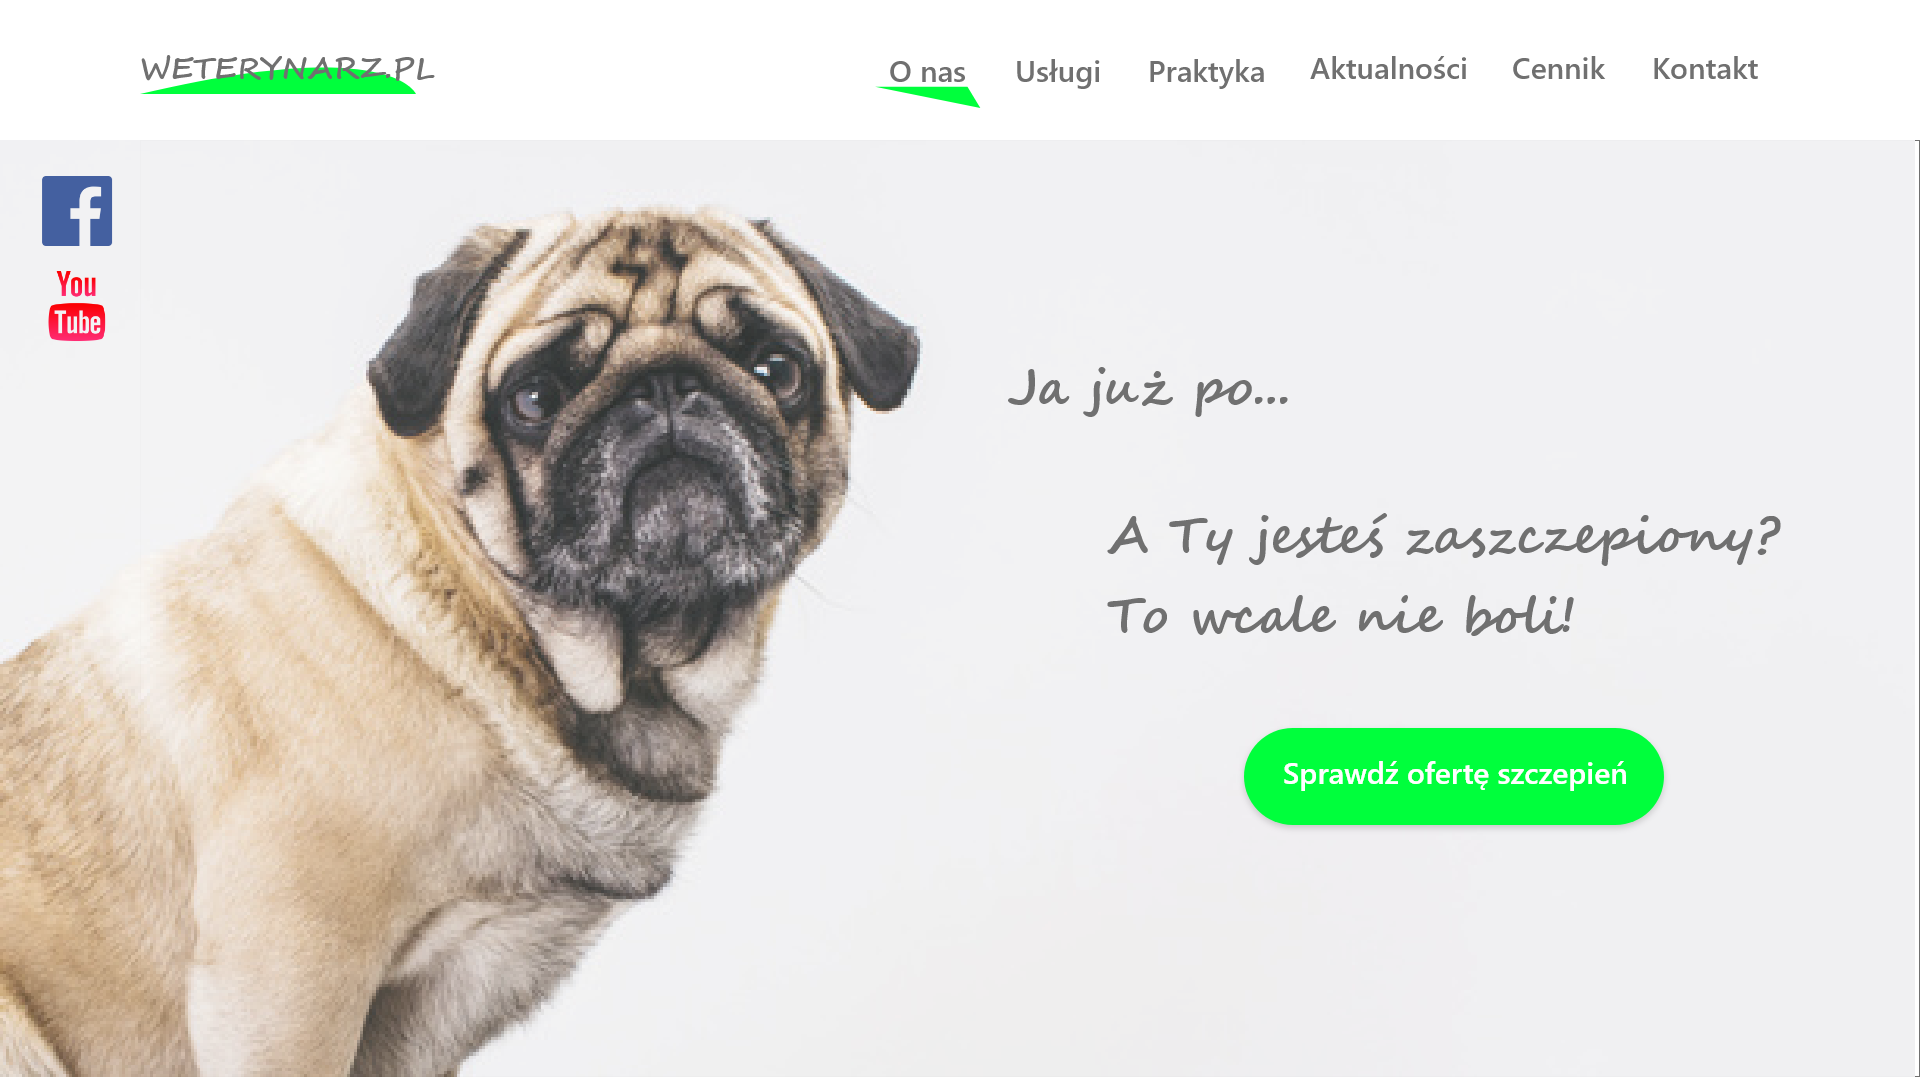 WETERYNARZ.PL
O nas Usługi Praktyka Aktualności Cennik Kontakt
You
Tube
Ja już po...
A Ty jesteś zaszczepiony?
To wcale nie boli!
Sprawdź ofertę szczepień